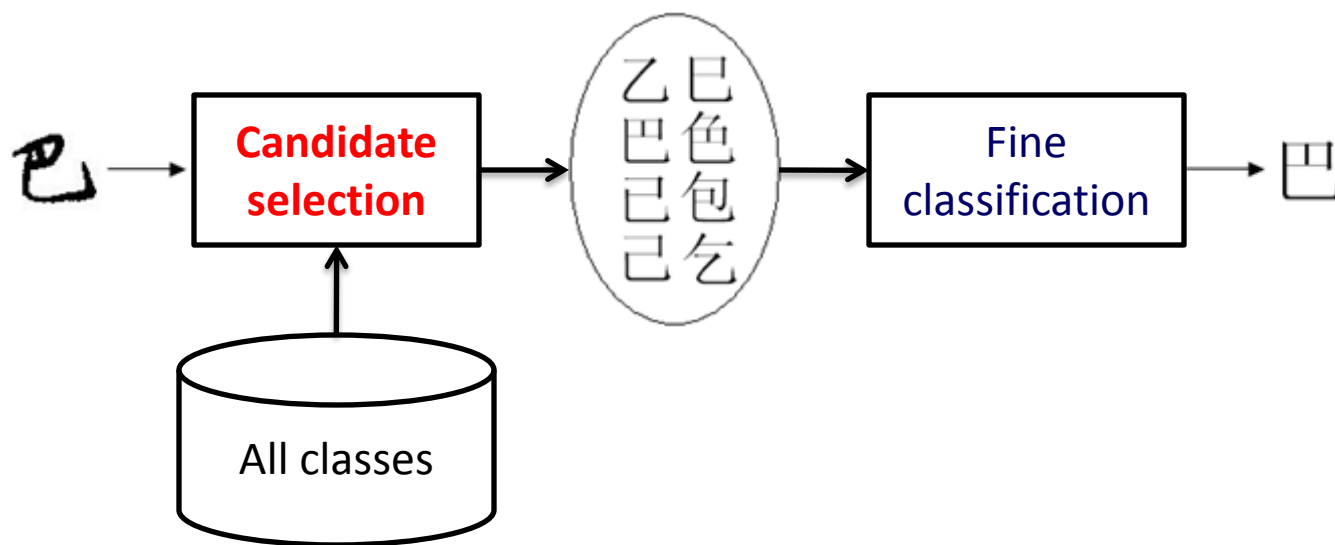 巴
Candidate
selection
乙 巳
巴 色
已 包
己 乞
Fine
classification
巴
All classes